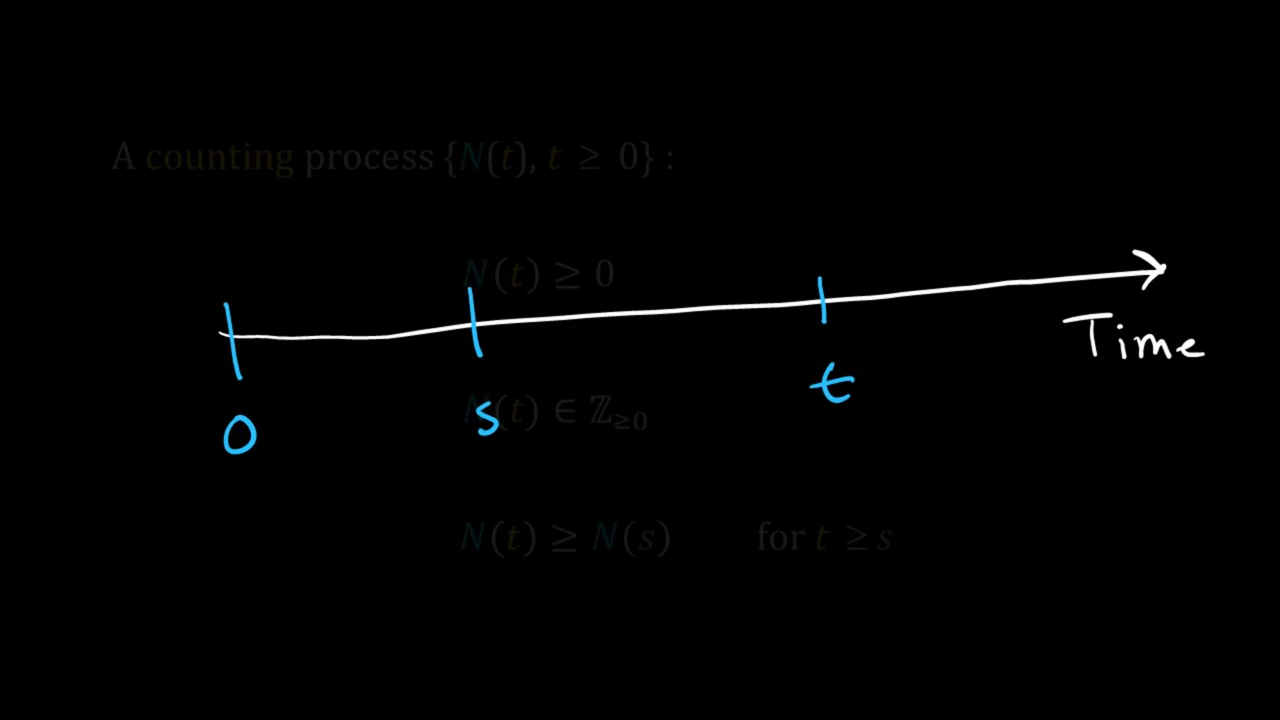 A counting process {N(t), t ≥ 0} :
N(t) ≥ 0
Time
N(t) ∈ ℤ≥0
0 s t
N(t) ≥ N(s) for t ≥ s